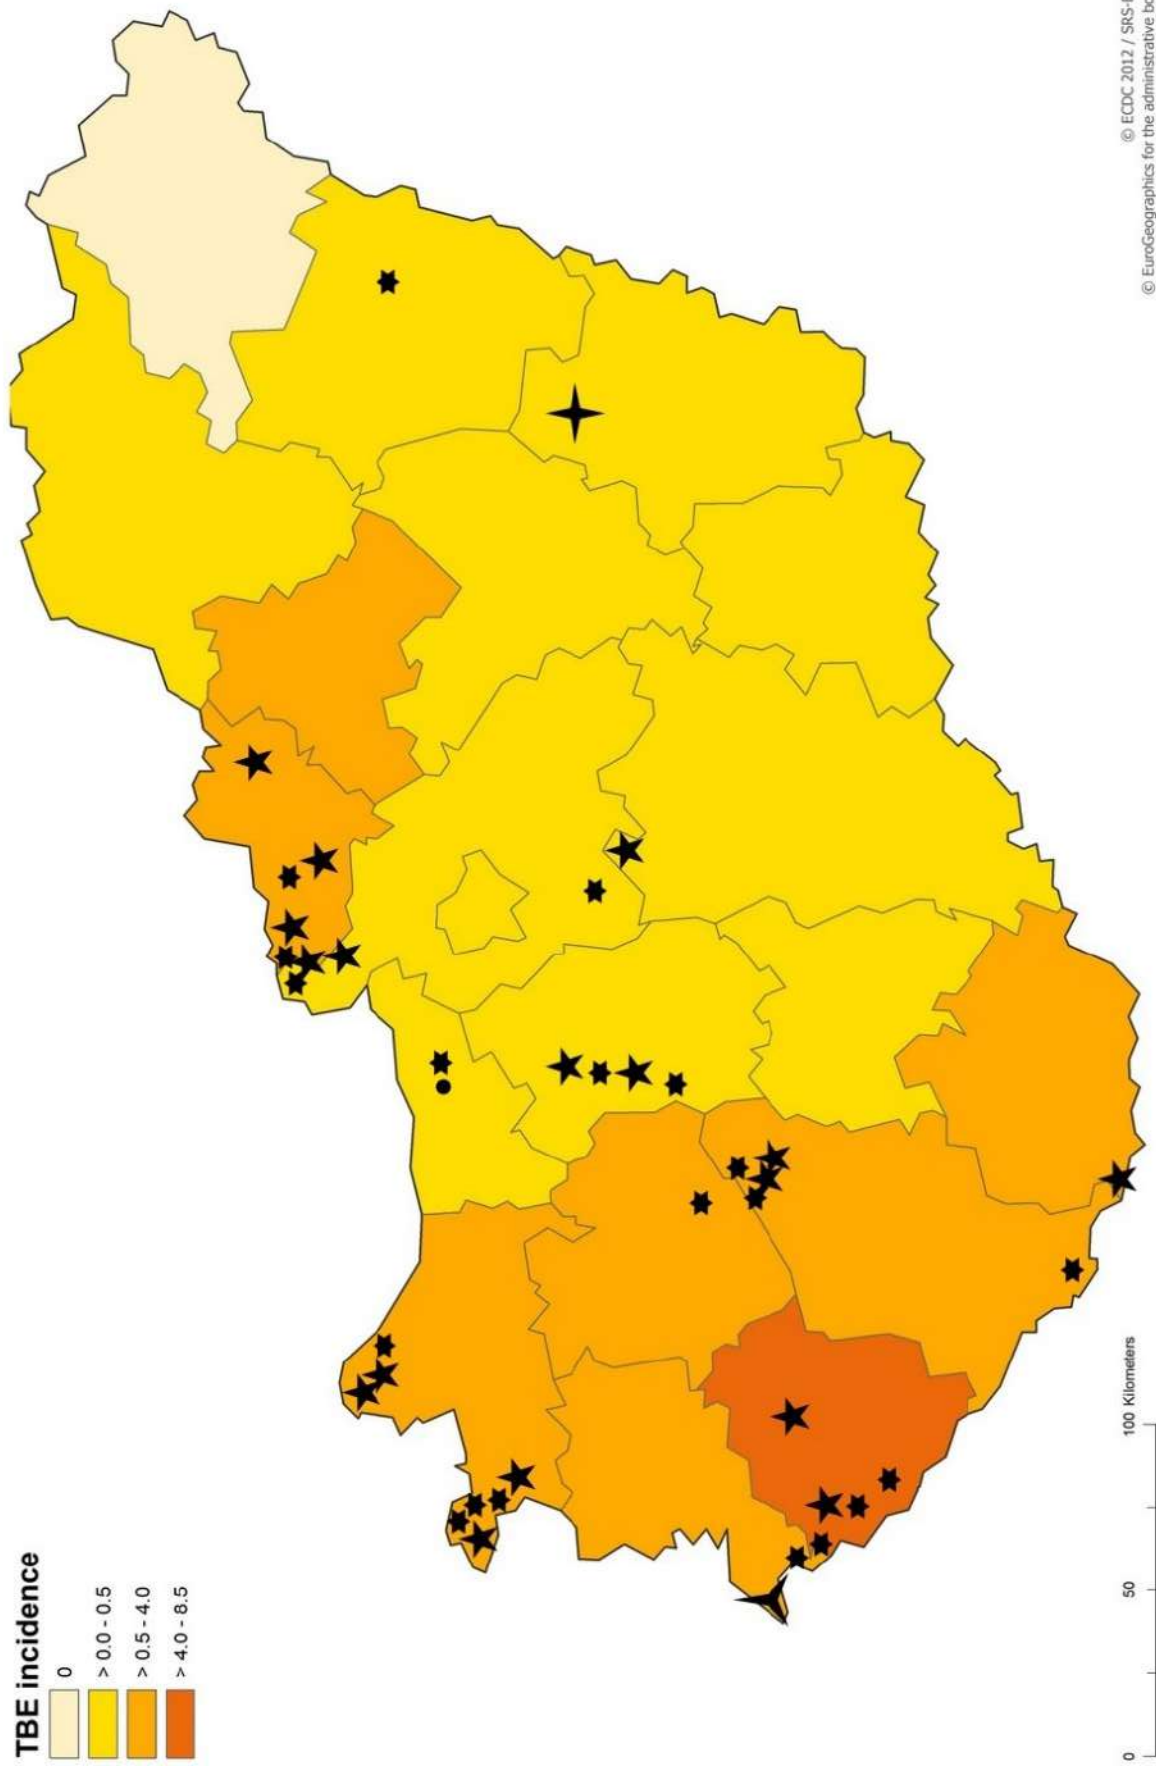 TBE incidence
0
> 0.0 - 0.5
> 0.5 - 4.0
> 4.0 - 8.5
0 50 100 Kilometers
© ECDC 2012 / SRS-
© EuroGeographics for the administrative